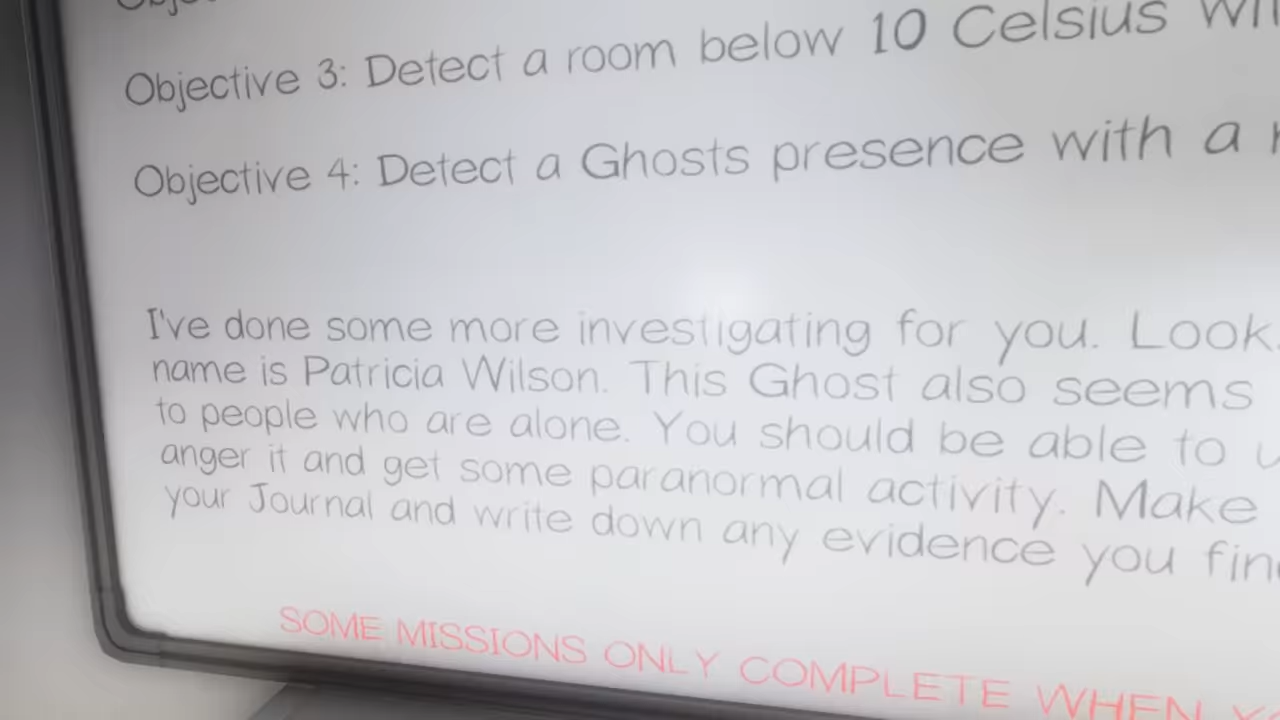 Objective 3: Detect a room below 10 Celsius
Objective 4: Detect a Ghosts presence with a
I've done some more investigating for you. Look.
name is Patricia Wilson. This Ghost also seems
to people who are alone. You should be able to
anger it and get some paranormal activity. Make
your Journal and write down any evidence you
SOME MISSIONS ONLY COMPLETE WHEN